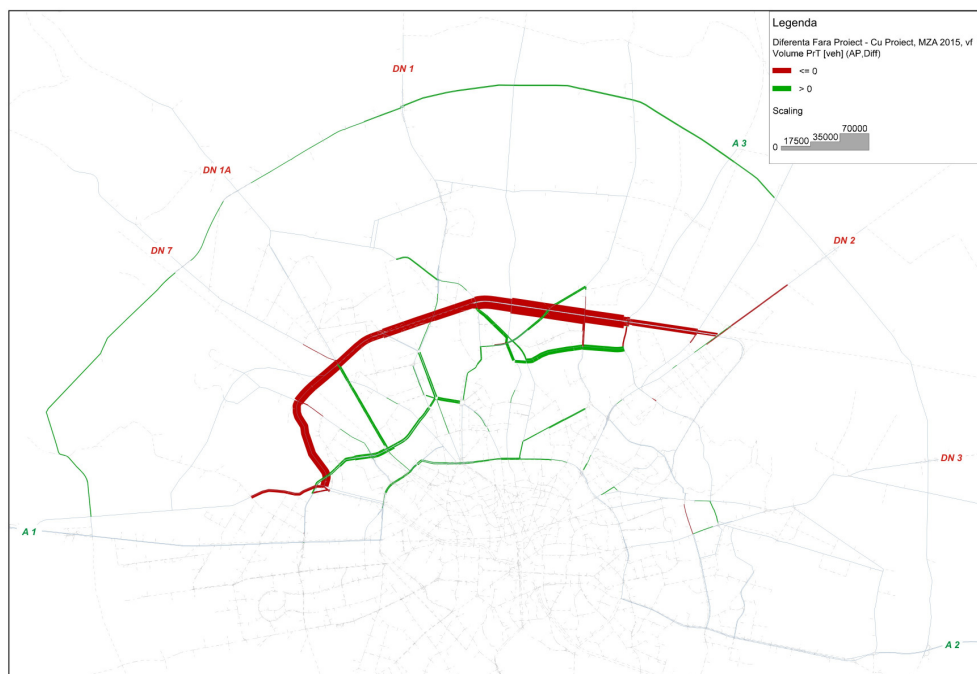 Legenda
Diferenta Fara Proiect - Cu Proiect, MZA 2015, vf
Volume PrT [veh] (AP,Diff)
<= 0
> 0
Scaling
0 17500 35000 70000
DN 1
A 3
DN 1A
DN 2
DN 7
DN 3
A 1
A 2